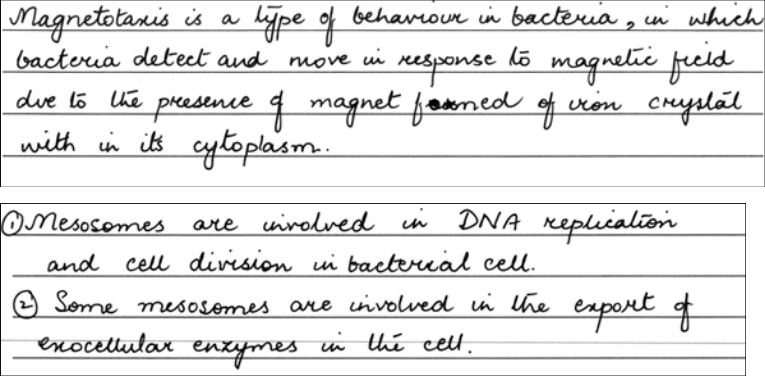 Magnetotaxis is a type of behaviour in bacteria, in which
bacteria detect and move in response to magnetic field
due to the presence of magnet formed of iron crystal
with in its cytoplasm.
① Mesosomes are involved in DNA replication
and cell division in bacterial cell.
② Some mesosomes are involved in the export of
exocellular enzymes in the cell.